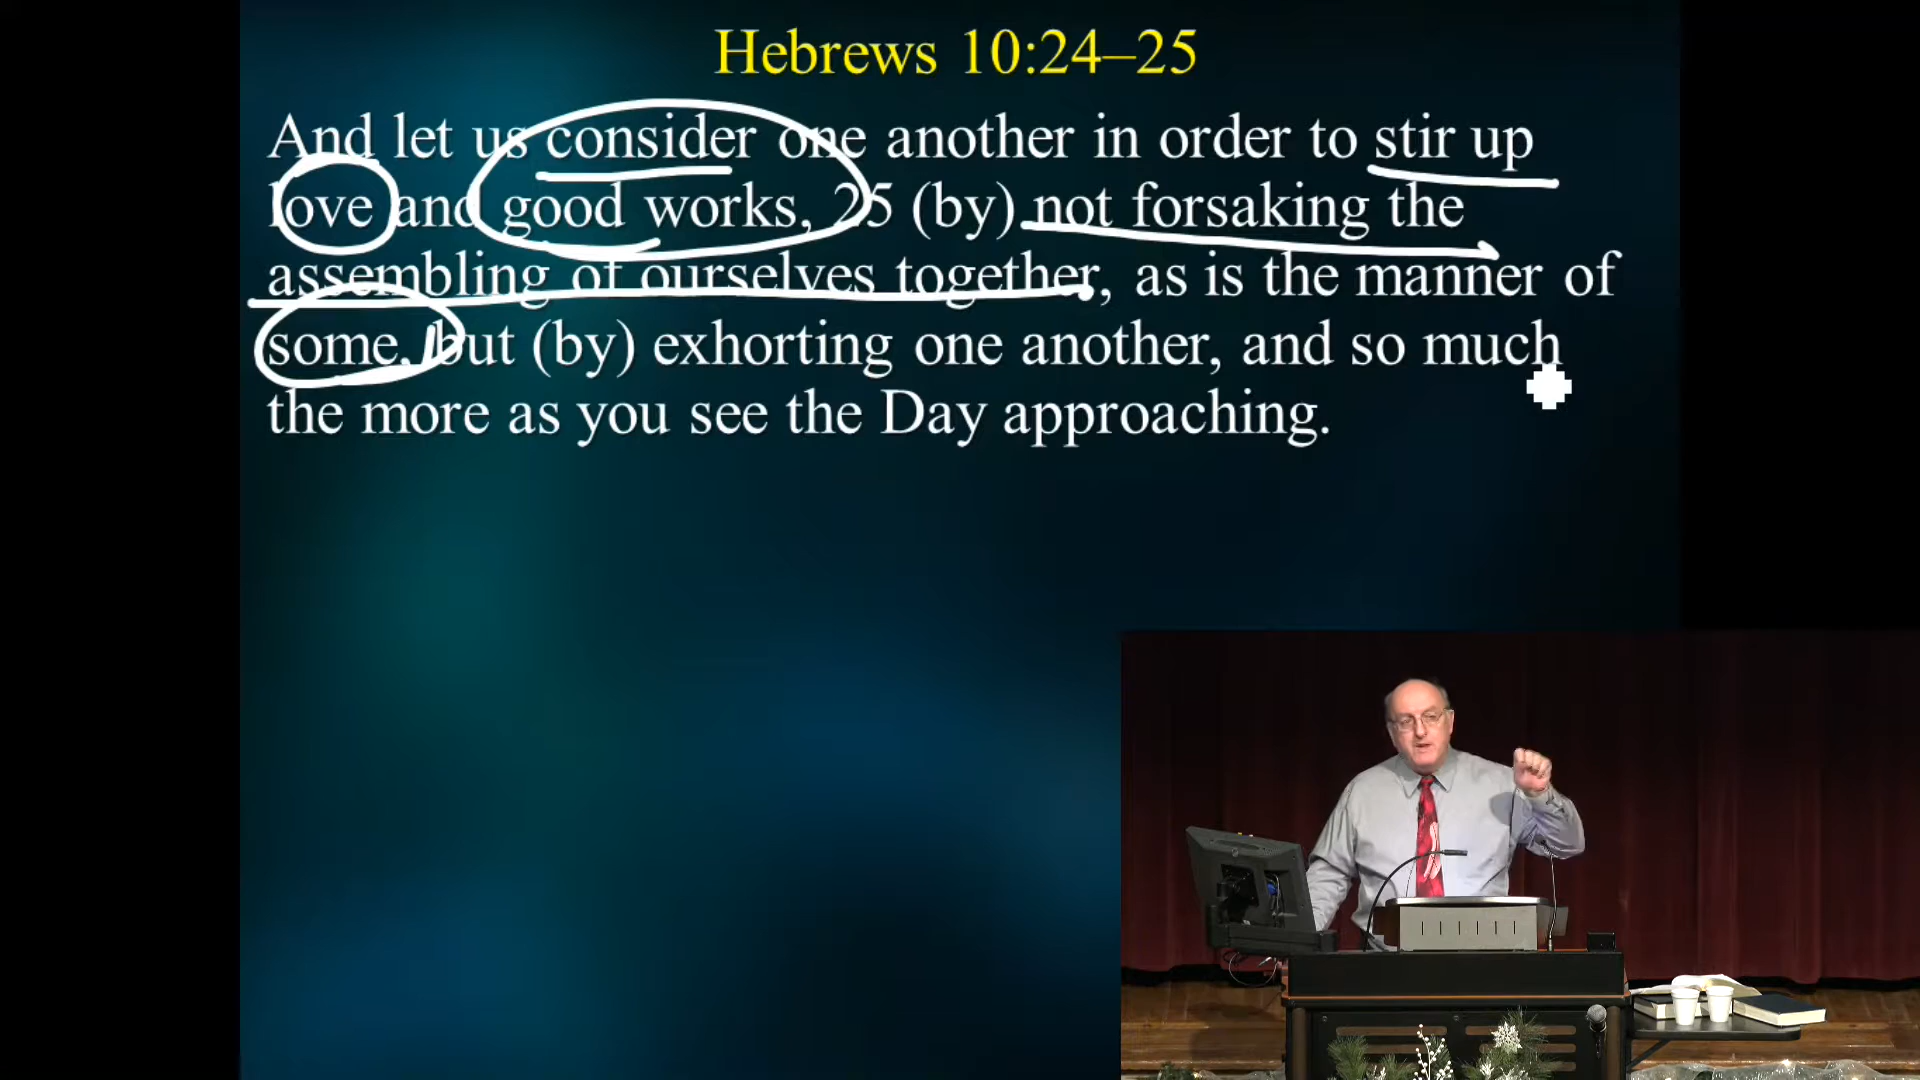 Hebrews 10:24–25
And let us consider one another in order to stir up
love and good works, 25 (by) not forsaking the
assembling of ourselves together, as is the manner of
some, but (by) exhorting one another, and so much
the more as you see the Day approaching.